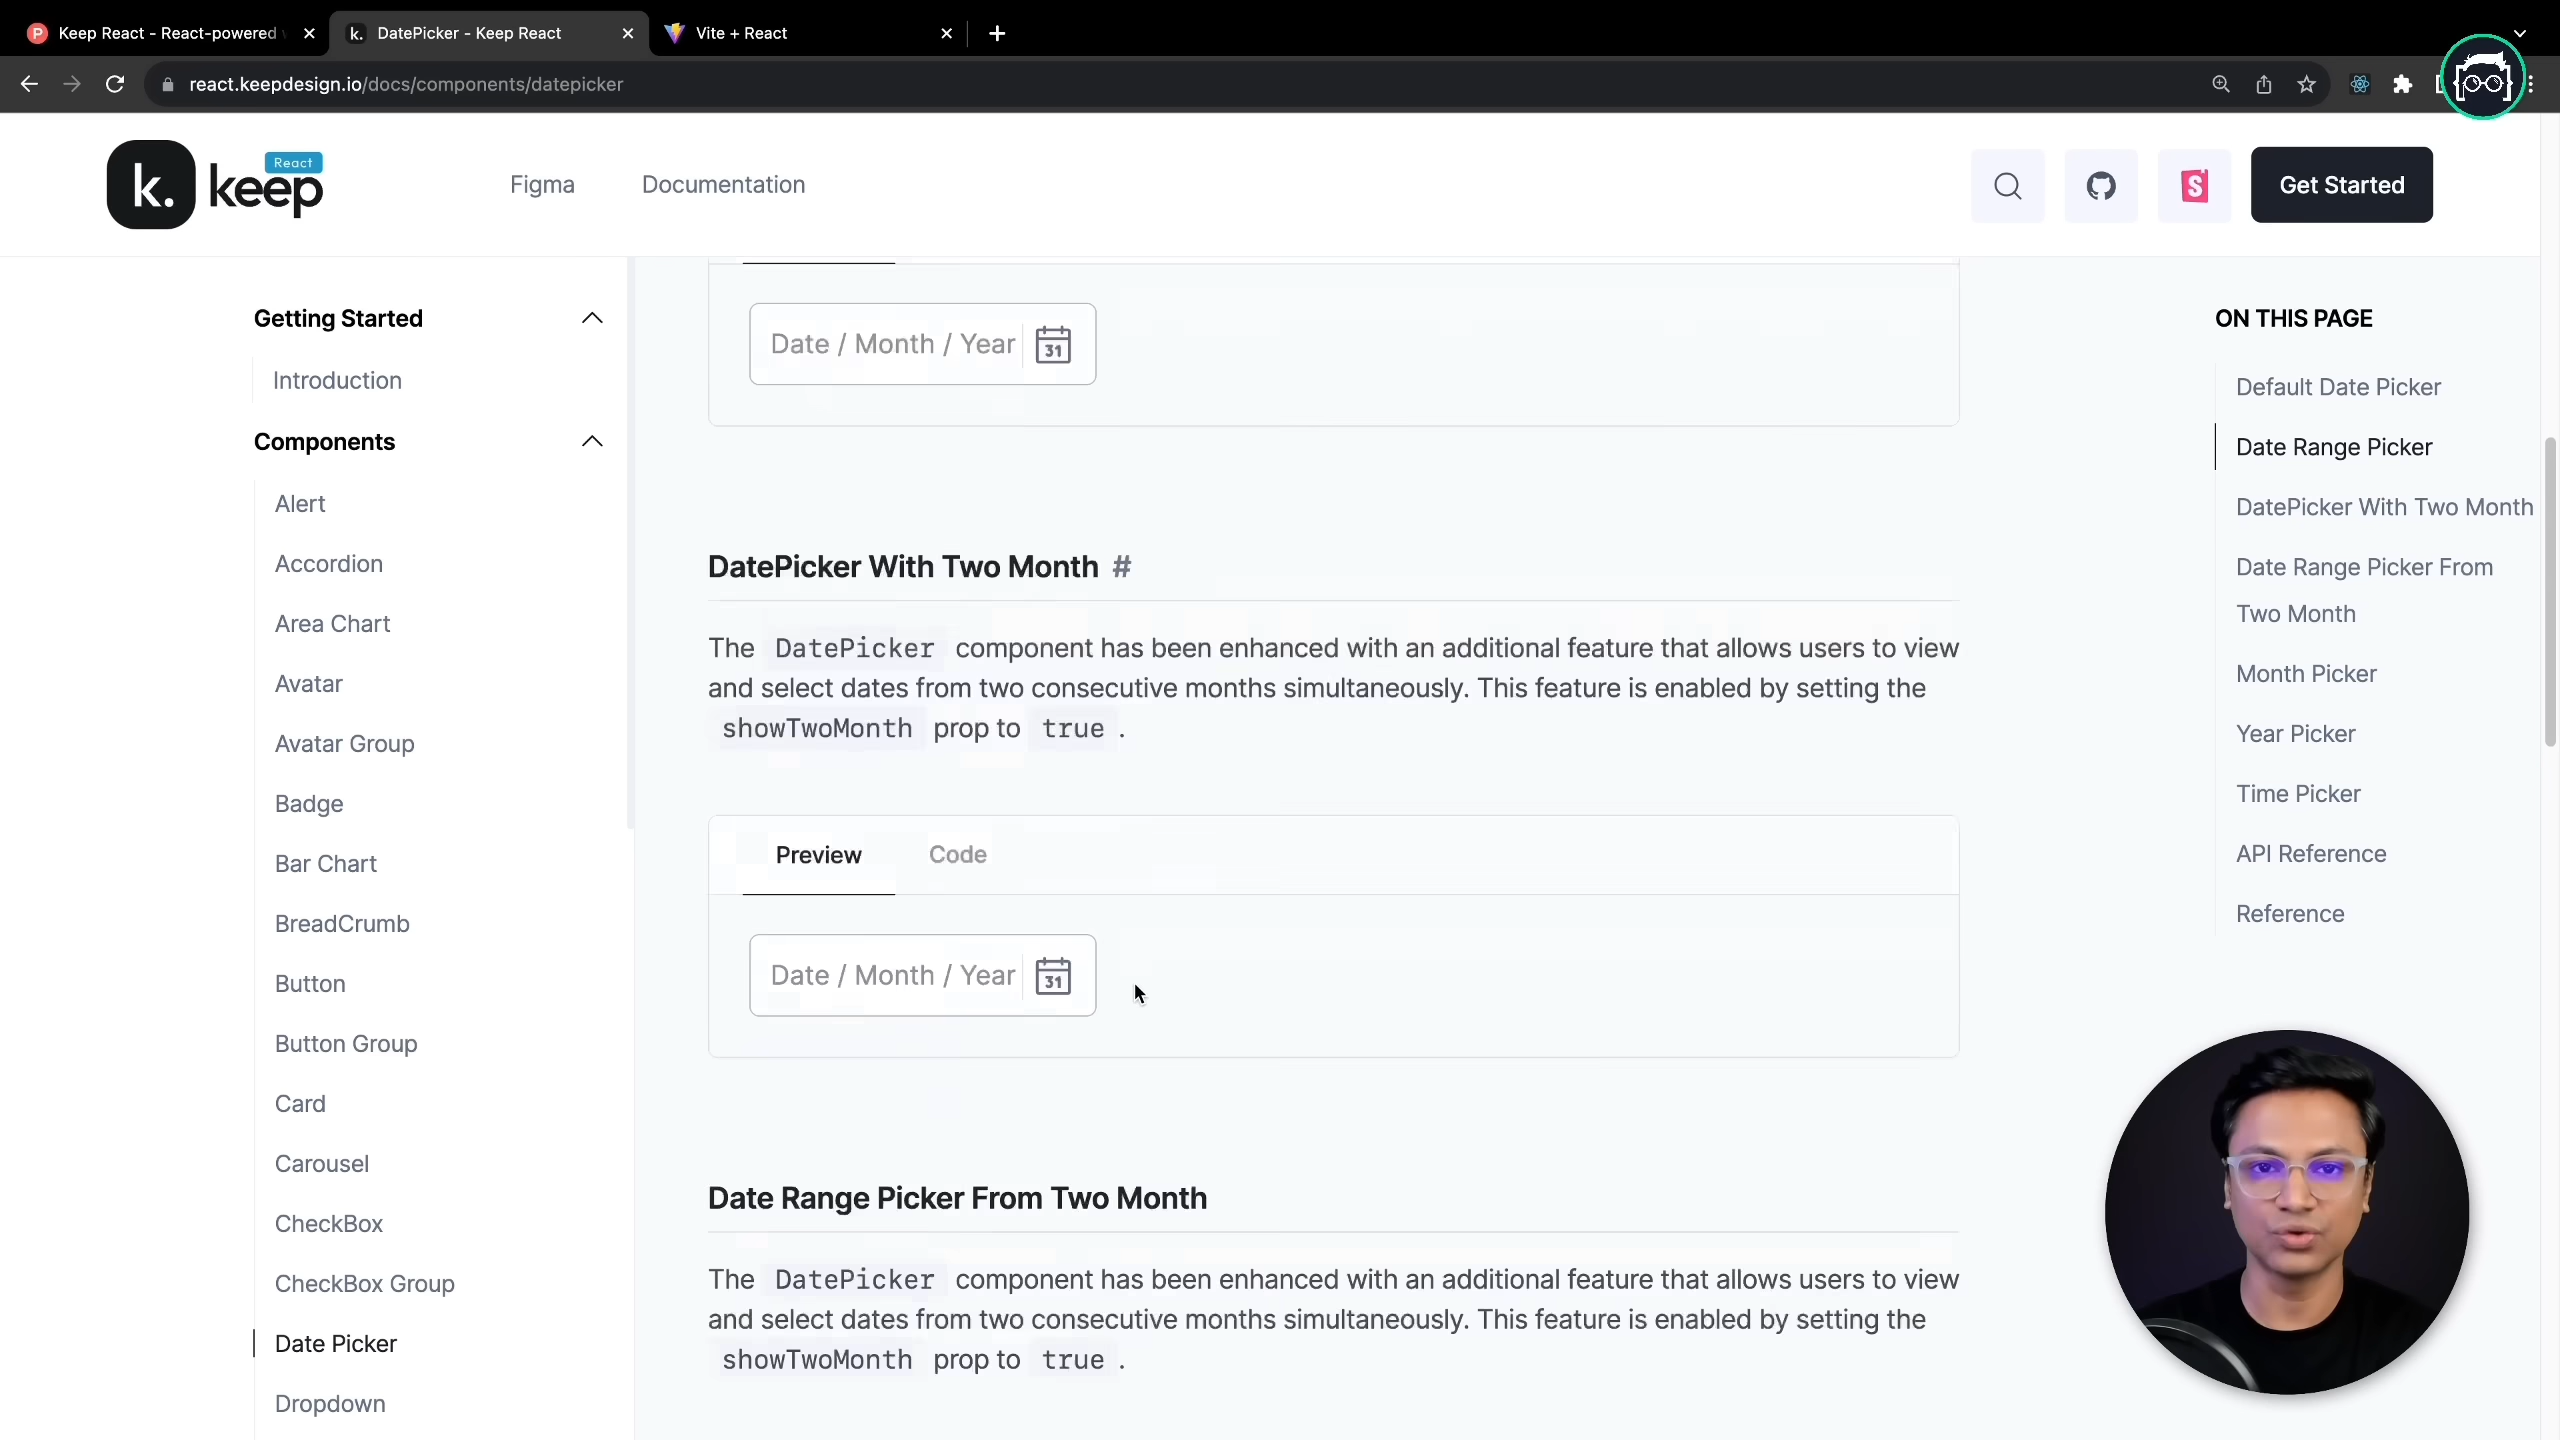 Keep React - React-powered
DatePicker - Keep React
Vite + React
react.keepdesign.io/docs/components/datepicker
k.
React
keep
Figma
Documentation
Get Started
Getting Started
Introduction
Components
Alert
Accordion
Area Chart
Avatar
Avatar Group
Badge
Bar Chart
BreadCrumb
Button
Button Group
Card
Carousel
CheckBox
CheckBox Group
Date Picker
Dropdown
Date / Month / Year
31
DatePicker With Two Month #
The DatePicker component has been enhanced with an additional feature that allows users to view
and select dates from two consecutive months simultaneously. This feature is enabled by setting the
showTwoMonth prop to true .
Preview
Code
Date / Month / Year
31
Date Range Picker From Two Month
The DatePicker component has been enhanced with an additional feature that allows users to view
and select dates from two consecutive months simultaneously. This feature is enabled by setting the
showTwoMonth prop to true .
ON THIS PAGE
Default Date Picker
Date Range Picker
DatePicker With Two Month
Date Range Picker From
Two Month
Month Picker
Year Picker
Time Picker
API Reference
Reference